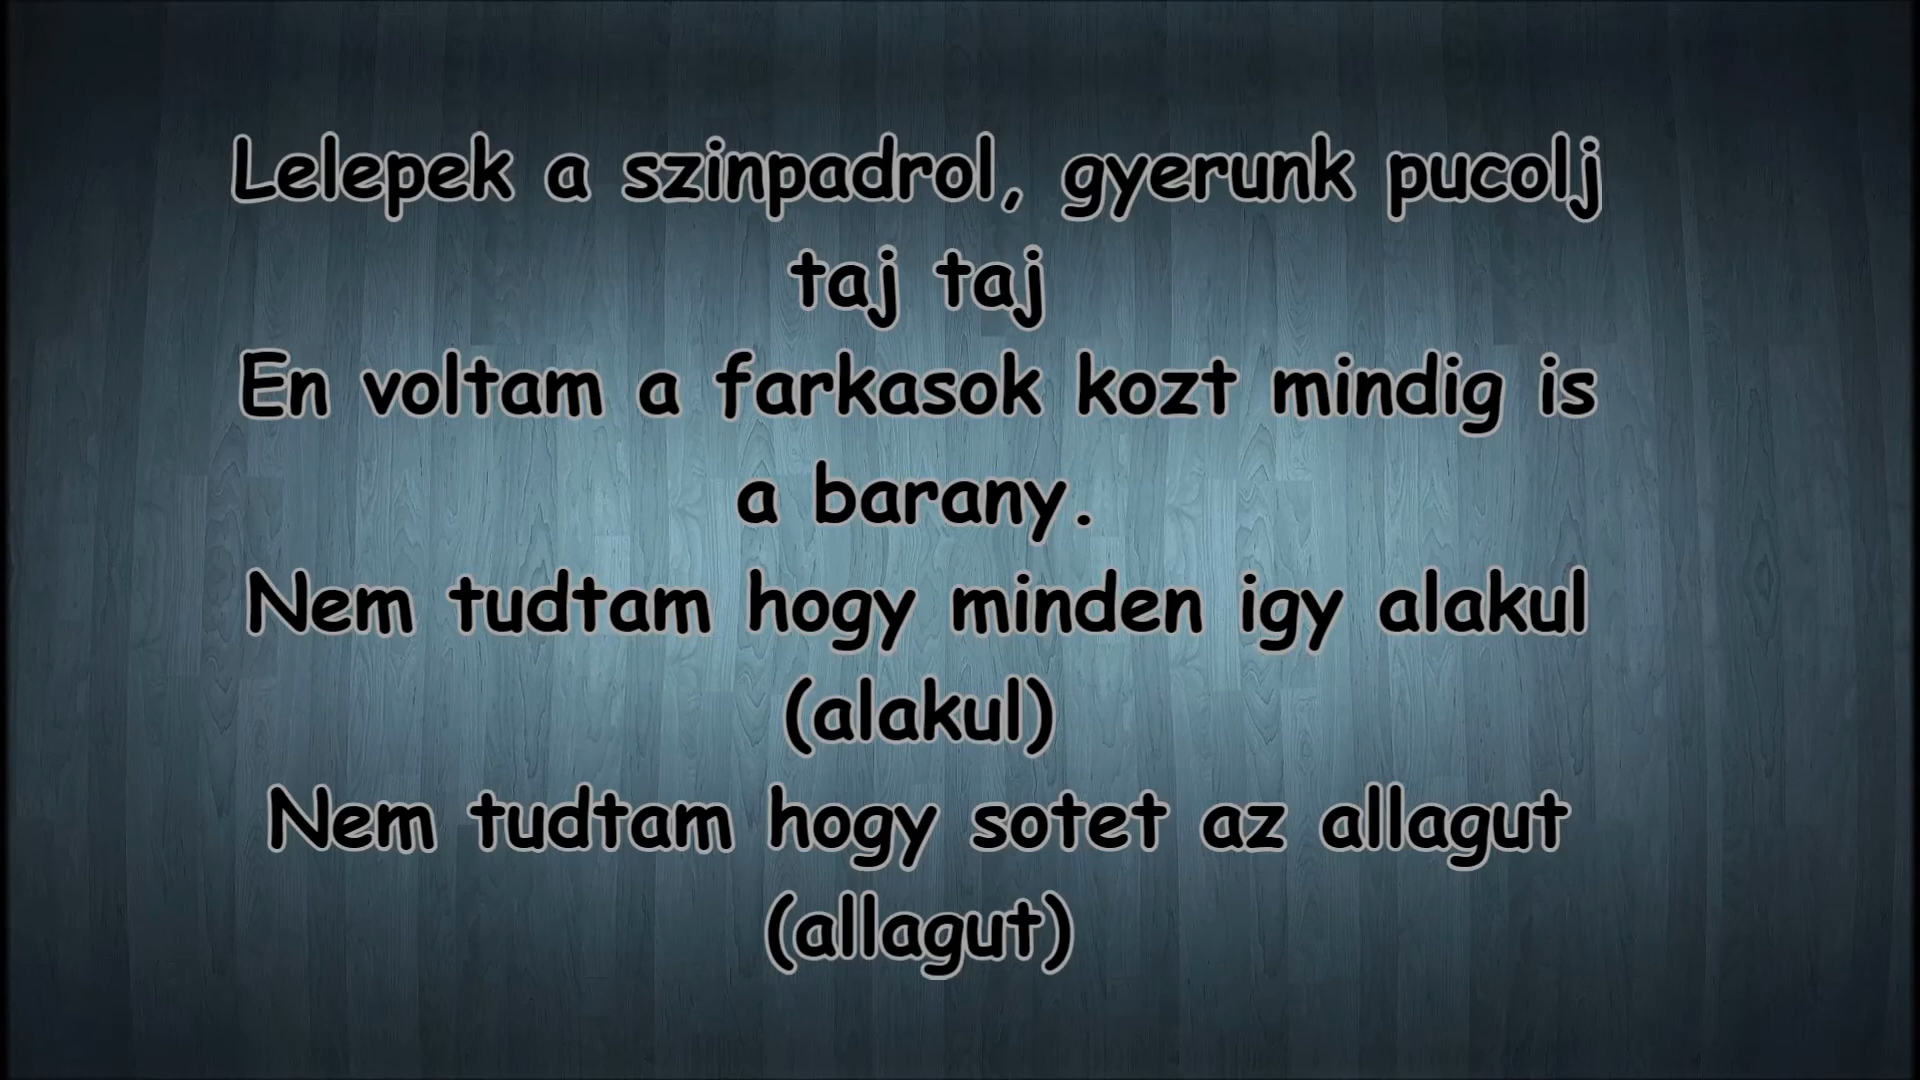 Lelepek a szinpadrol, gyerunk pucolj
taj taj
En voltam a farkasok kozt mindig is
a barany.
Nem tudtam hogy minden igy alakul
(alakul)
Nem tudtam hogy sotet az allagut
(allagut)